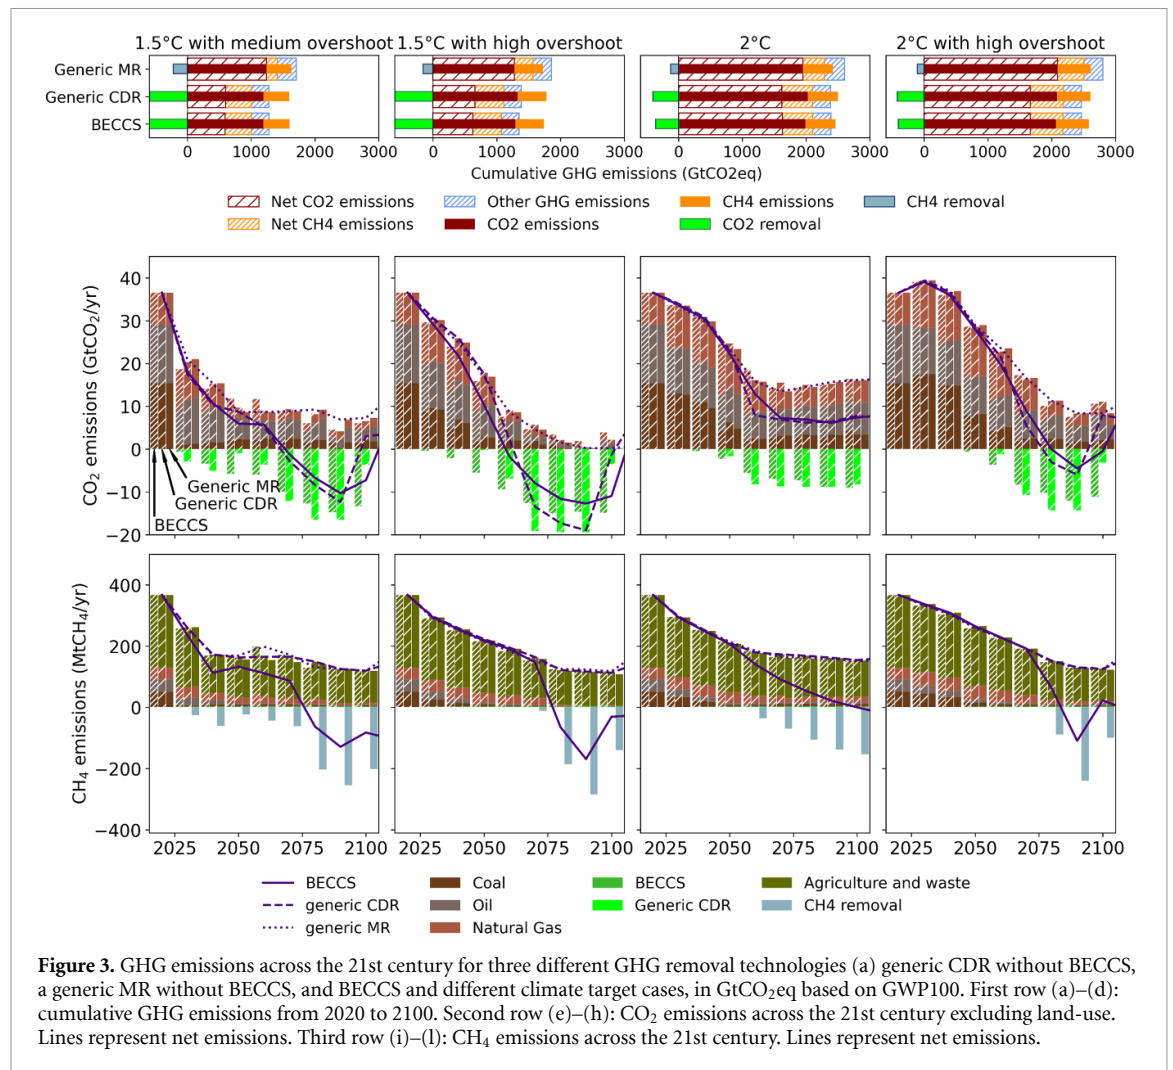 1.5°C with medium overshoot 1.5°C with high overshoot 2°C 2°C with high overshoot
Generic MR
Generic CDR
BECCS
0 1000 2000 3000 0 1000 2000 3000 0 1000 2000 3000 0 1000 2000 3000
Cumulative GHG emissions (GtCO2eq)
Net CO2 emissions Other GHG emissions CH4 emissions CH4 removal
Net CH4 emissions CO2 emissions CO2 removal
CO₂ emissions (GtCO₂/yr)
40
30
20
10
0
−10
−20
Generic MR
Generic CDR
BECCS
CH₄ emissions (MtCH₄/yr)
400
200
0
−200
−400
2025 2050 2075 2100 2025 2050 2075 2100 2025 2050 2075 2100 2025 2050 2075 2100
BECCS Coal BECCS Agriculture and waste
generic CDR Oil Generic CDR CH4 removal
generic MR Natural Gas
Figure 3. GHG emissions across the 21st century for three different GHG removal technologies (a) generic CDR without BECCS,
a generic MR without BECCS, and BECCS and different climate target cases, in GtCO₂eq based on GWP100. First row (a)–(d):
cumulative GHG emissions from 2020 to 2100. Second row (e)–(h): CO₂ emissions across the 21st century excluding land-use.
Lines represent net emissions. Third row (i)–(l): CH₄ emissions across the 21st century. Lines represent net emissions.